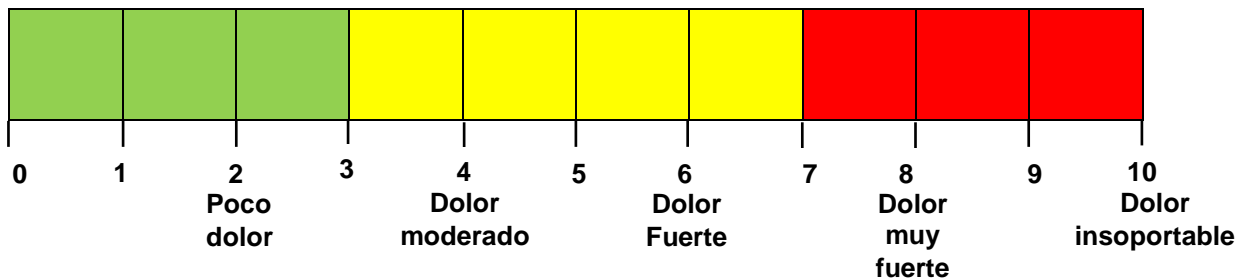 0 1 2 3 4 5 6 7 8 9 10
Poco Dolor Dolor Dolor Dolor
dolor moderado Fuerte muy insoportable
fuerte